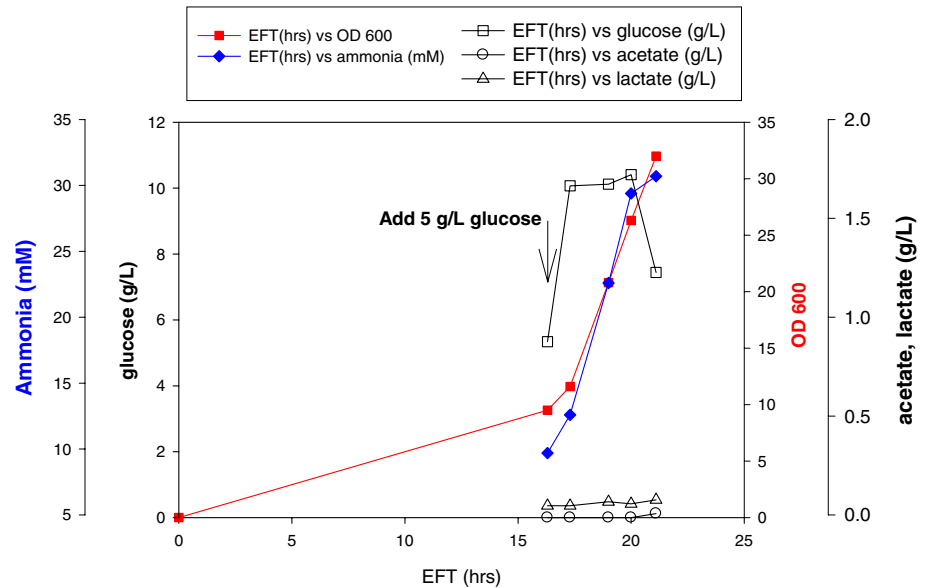 EFT(hrs) vs OD 600
EFT(hrs) vs ammonia (mM)
EFT(hrs) vs glucose (g/L)
EFT(hrs) vs acetate (g/L)
EFT(hrs) vs lactate (g/L)
Ammonia (mM)
35
30
25
20
15
10
5
glucose (g/L)
12
10
8
6
4
2
0
Add 5 g/L glucose
35
30
25
20
15
10
5
0
OD 600
2.0
1.5
1.0
0.5
0.0
acetate, lactate (g/L)
0 5 10 15 20 25
EFT (hrs)